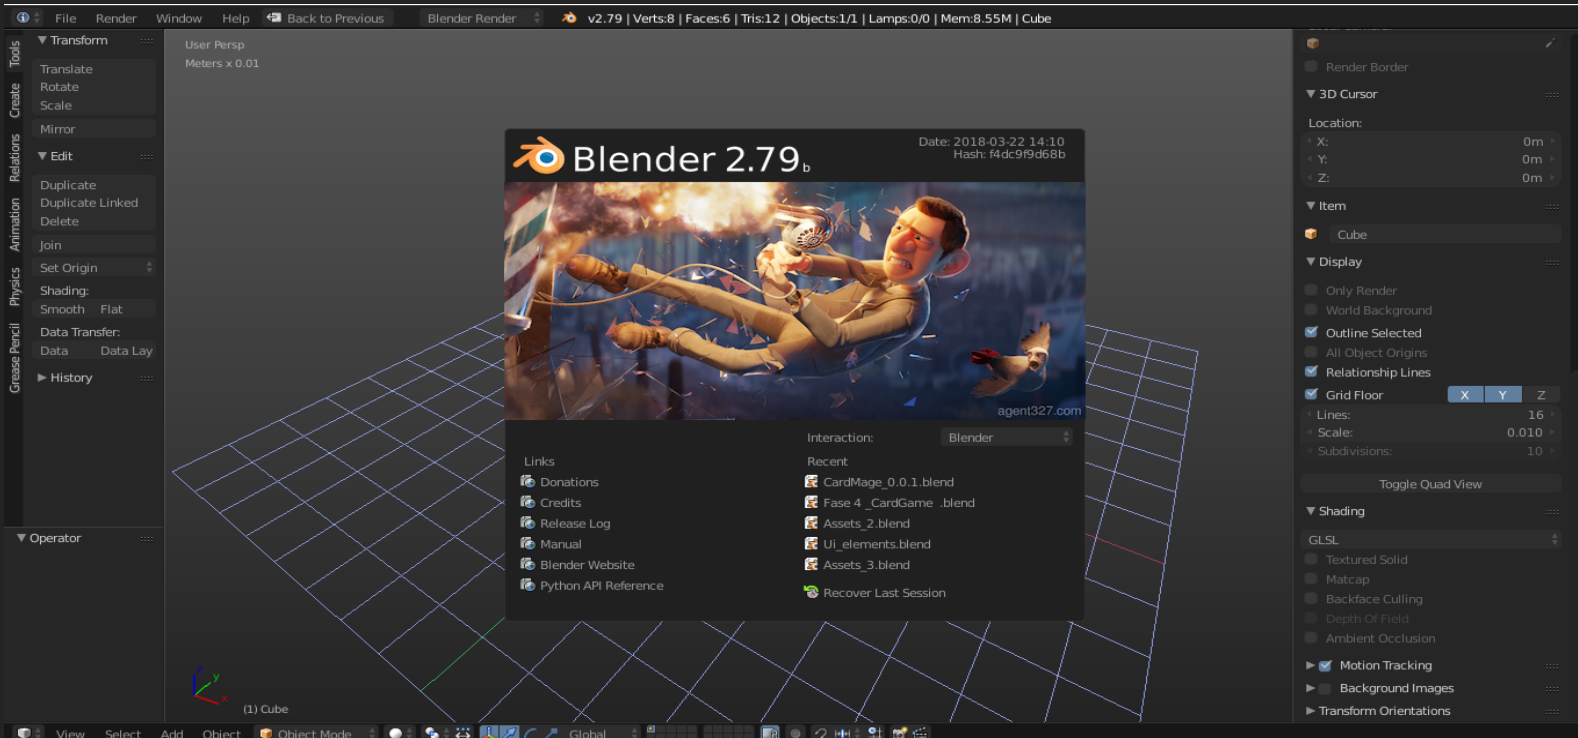 File Render Window Help Back to Previous Blender Render v2.79 | Verts:8 | Faces:6 | Tris:12 | Objects:1/1 | Lamps:0/0 | Mem:8.55M | Cube
Tools
Create
Relations
Animation
Physics
Grease Pencil
Transform
Translate
Rotate
Scale
Mirror
Edit
Duplicate
Duplicate Linked
Delete
Join
Set Origin
Shading:
Smooth Flat
Data Transfer:
Data Data Lay
History
Operator
User Persp
Meters x 0.01
Blender 2.79 b
Date: 2018-03-22 14:10
Hash: f4dc9f9d68b
agent327.com
Interaction: Blender
Links
Donations
Credits
Release Log
Manual
Blender Website
Python API Reference
Recent
CardMage_0.0.1.blend
Fase 4 _CardGame .blend
Assets_2.blend
Ui_elements.blend
Assets_3.blend
Recover Last Session
z
y
x
(1) Cube
Render Border
3D Cursor
Location:
X: 0m
Y: 0m
Z: 0m
Item
Cube
Display
Only Render
World Background
Outline Selected
All Object Origins
Relationship Lines
Grid Floor X Y Z
Lines: 16
Scale: 0.010
Subdivisions: 10
Toggle Quad View
Shading
GLSL
Textured Solid
Matcap
Backface Culling
Depth Of Field
Ambient Occlusion
Motion Tracking
Background Images
Transform Orientations
View Select Add Object Object Mode Global